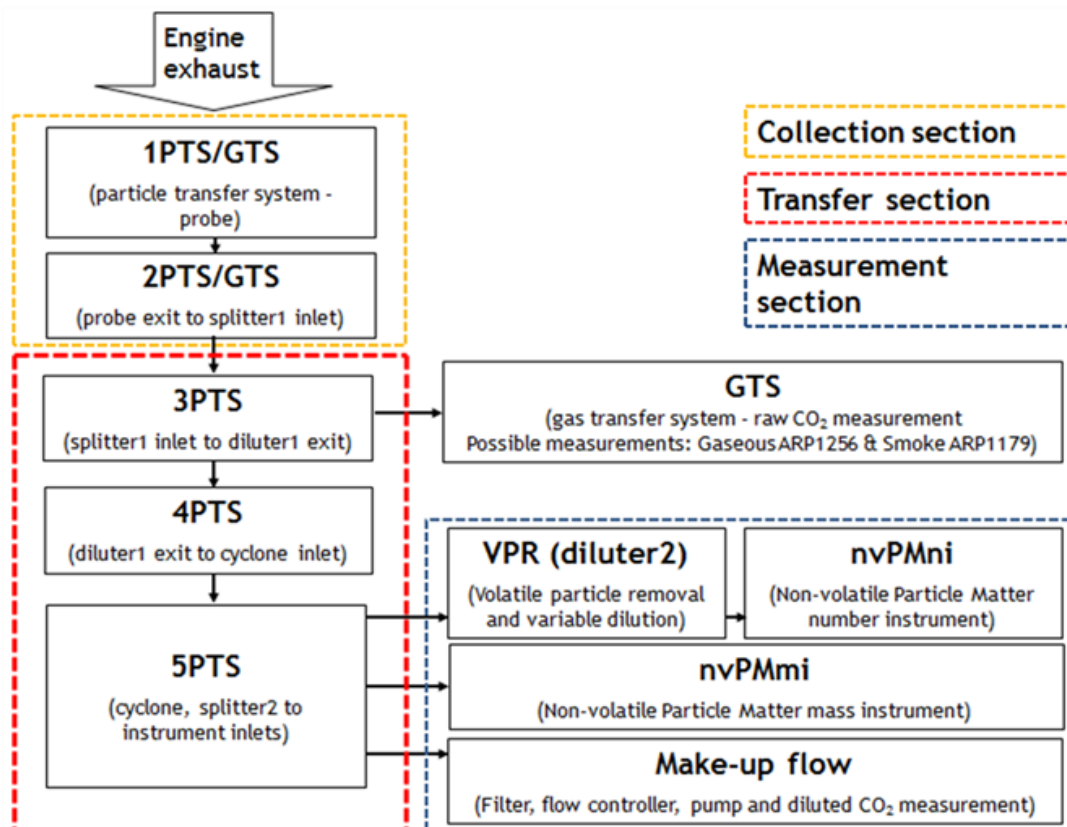 Engine
exhaust
1PTS/GTS
(particle transfer system -
probe)
2PTS/GTS
(probe exit to splitter1 inlet)
3PTS
(splitter1 inlet to diluter1 exit)
4PTS
(diluter1 exit to cyclone inlet)
5PTS
(cyclone, splitter2 to
instrument inlets)
Collection section
Transfer section
Measurement
section
GTS
(gas transfer system - raw CO₂ measurement
Possible measurements: Gaseous ARP1256 & Smoke ARP1179)
VPR (diluter2)
(Volatile particle removal
and variable dilution)
nvPMni
(Non-volatile Particle Matter
number instrument)
nvPMmi
(Non-volatile Particle Matter mass instrument)
Make-up flow
(Filter, flow controller, pump and diluted CO₂ measurement)